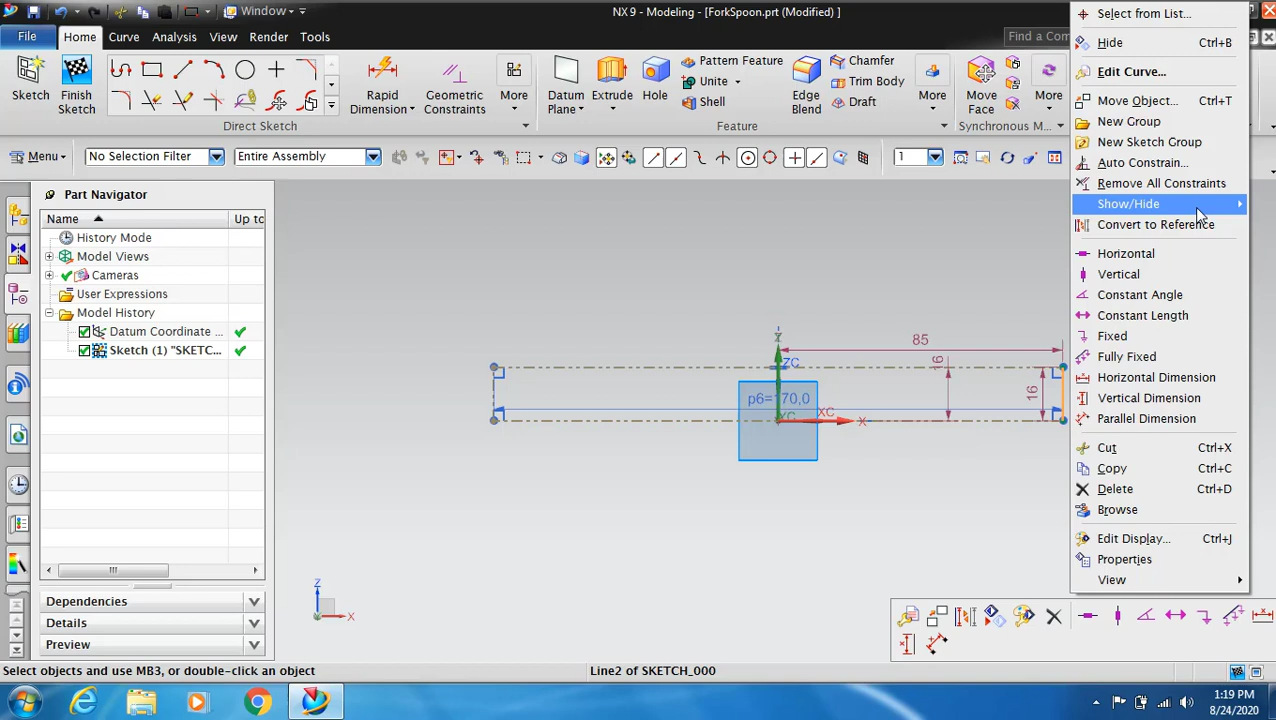 Window
NX 9 - Modeling - [ForkSpoon.prt (Modified) ]
File Home Curve Analysis View Render Tools
Find a Com
Sketch
Finish Sketch
Rapid Dimension
Geometric Constraints
More
Datum Plane
Extrude
Hole
Pattern Feature
Unite
Shell
Edge Blend
Chamfer
Trim Body
Draft
More
Move Face
More
Direct Sketch
Feature
Synchronous M...
Menu
No Selection Filter
Entire Assembly
1
Part Navigator
Name
Up to
History Mode
Model Views
Cameras
User Expressions
Model History
Datum Coordinate ...
Sketch (1) "SKETC...
Dependencies
Details
Preview
85
16
16
p6=170,0
Z
ZC
YC
XC
X
Z
X
Select from List...
Hide Ctrl+B
Edit Curve...
Move Object... Ctrl+T
New Group
New Sketch Group
Auto Constrain...
Remove All Constraints
Show/Hide
Convert to Reference
Horizontal
Vertical
Constant Angle
Constant Length
Fixed
Fully Fixed
Horizontal Dimension
Vertical Dimension
Parallel Dimension
Cut Ctrl+X
Copy Ctrl+C
Delete Ctrl+D
Browse
Edit Display... Ctrl+J
Properties
View
Select objects and use MB3, or double-click an object
Line2 of SKETCH_000
1:19 PM
8/24/2020